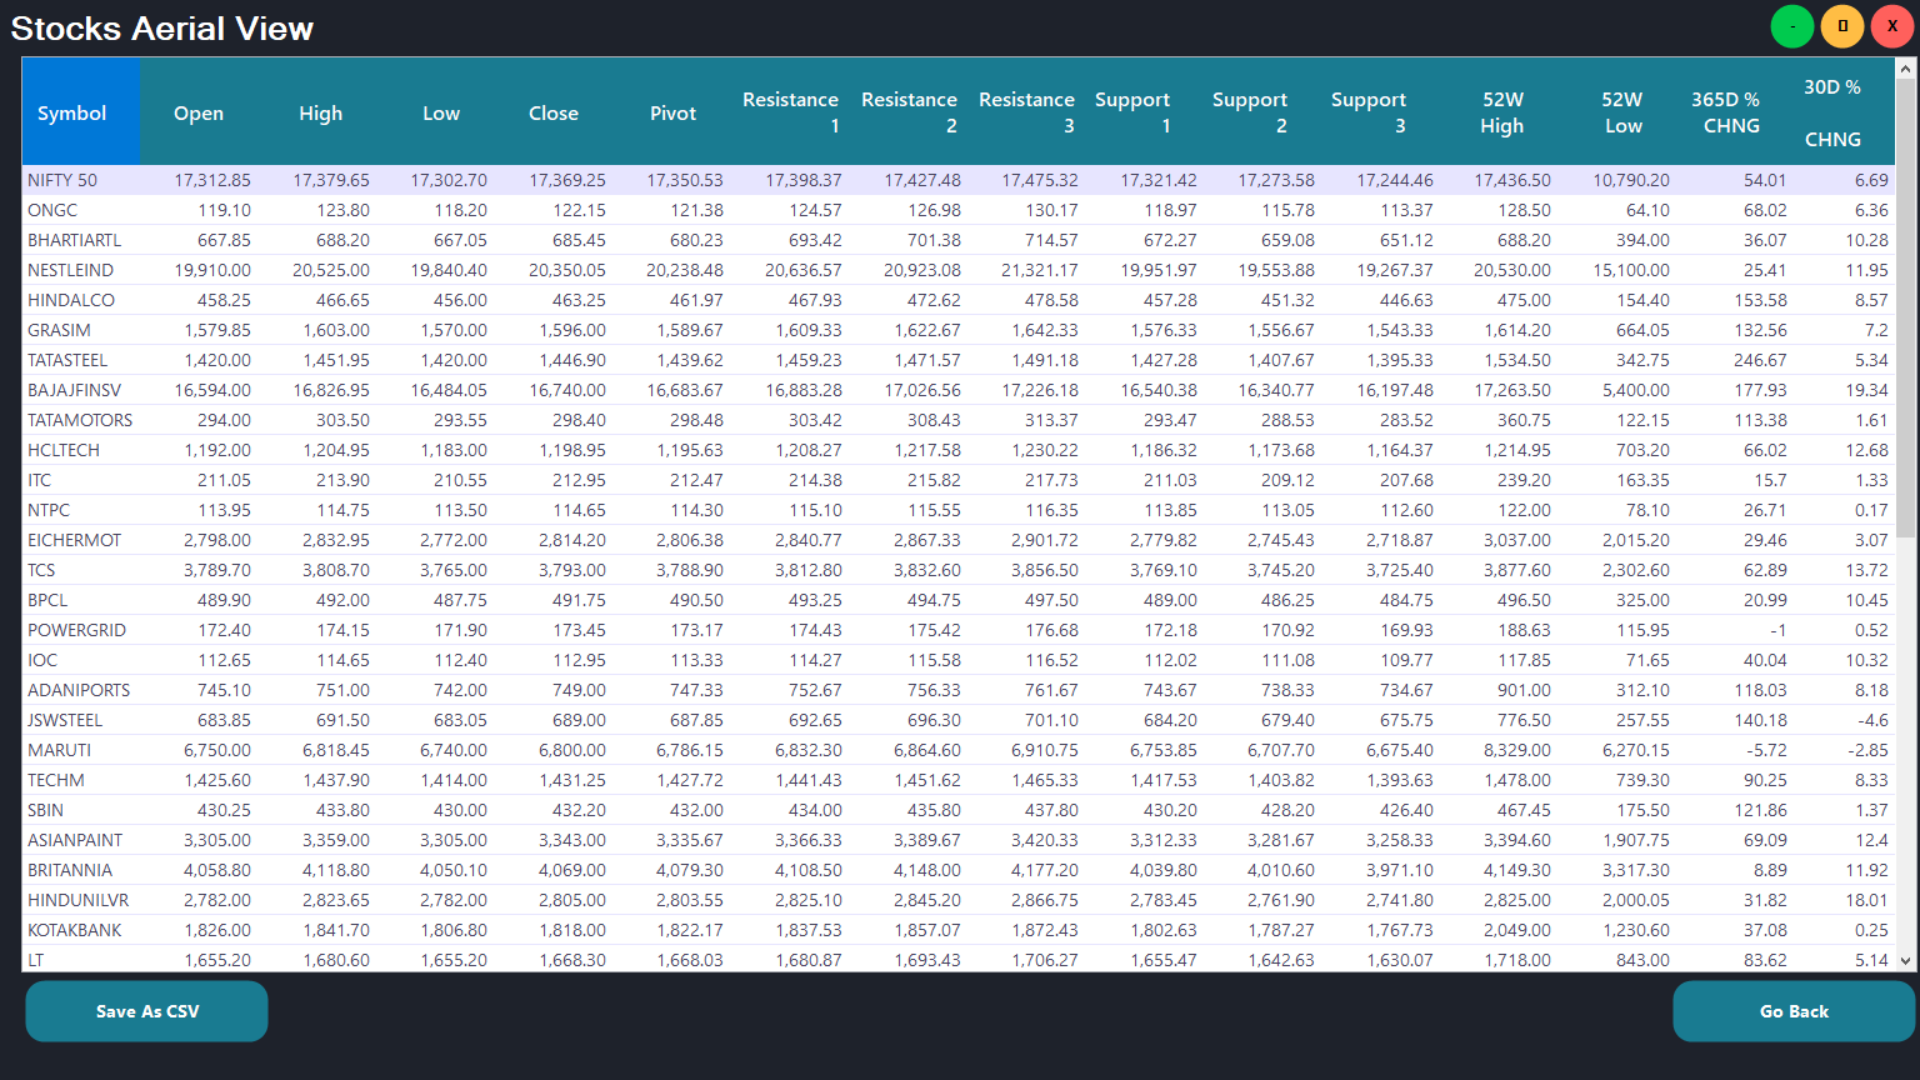 Stocks Aerial View
- 0 X
Symbol Open High Low Close Pivot Resistance 1 Resistance 2 Resistance 3 Support 1 Support 2 Support 3 52W High 52W Low 365D % CHNG 30D % CHNG
NIFTY 50 17,312.85 17,379.65 17,302.70 17,369.25 17,350.53 17,398.37 17,427.48 17,475.32 17,321.42 17,273.58 17,244.46 17,436.50 10,790.20 54.01 6.69
ONGC 119.10 123.80 118.20 122.15 121.38 124.57 126.98 130.17 118.97 115.78 113.37 128.50 64.10 68.02 6.36
BHARTIARTL 667.85 688.20 667.05 685.45 680.23 693.42 701.38 714.57 672.27 659.08 651.12 688.20 394.00 36.07 10.28
NESTLEIND 19,910.00 20,525.00 19,840.40 20,350.05 20,238.48 20,636.57 20,923.08 21,321.17 19,951.97 19,553.88 19,267.37 20,530.00 15,100.00 25.41 11.95
HINDALCO 458.25 466.65 456.00 463.25 461.97 467.93 472.62 478.58 457.28 451.32 446.63 475.00 154.40 153.58 8.57
GRASIM 1,579.85 1,603.00 1,570.00 1,596.00 1,589.67 1,609.33 1,622.67 1,642.33 1,576.33 1,556.67 1,543.33 1,614.20 664.05 132.56 7.2
TATASTEEL 1,420.00 1,451.95 1,420.00 1,446.90 1,439.62 1,459.23 1,471.57 1,491.18 1,427.28 1,407.67 1,395.33 1,534.50 342.75 246.67 5.34
BAJAJFINSV 16,594.00 16,826.95 16,484.05 16,740.00 16,683.67 16,883.28 17,026.56 17,226.18 16,540.38 16,340.77 16,197.48 17,263.50 5,400.00 177.93 19.34
TATAMOTORS 294.00 303.50 293.55 298.40 298.48 303.42 308.43 313.37 293.47 288.53 283.52 360.75 122.15 113.38 1.61
HCLTECH 1,192.00 1,204.95 1,183.00 1,198.95 1,195.63 1,208.27 1,217.58 1,230.22 1,186.32 1,173.68 1,164.37 1,214.95 703.20 66.02 12.68
ITC 211.05 213.90 210.55 212.95 212.47 214.38 215.82 217.73 211.03 209.12 207.68 239.20 163.35 15.7 1.33
NTPC 113.95 114.75 113.50 114.65 114.30 115.10 115.55 116.35 113.85 113.05 112.60 122.00 78.10 26.71 0.17
EICHERMOT 2,798.00 2,832.95 2,772.00 2,814.20 2,806.38 2,840.77 2,867.33 2,901.72 2,779.82 2,745.43 2,718.87 3,037.00 2,015.20 29.46 3.07
TCS 3,789.70 3,808.70 3,765.00 3,793.00 3,788.90 3,812.80 3,832.60 3,856.50 3,769.10 3,745.20 3,725.40 3,877.60 2,302.60 62.89 13.72
BPCL 489.90 492.00 487.75 491.75 490.50 493.25 494.75 497.50 489.00 486.25 484.75 496.50 325.00 20.99 10.45
POWERGRID 172.40 174.15 171.90 173.45 173.17 174.43 175.42 176.68 172.18 170.92 169.93 188.63 115.95 -1 0.52
IOC 112.65 114.65 112.40 112.95 113.33 114.27 115.58 116.52 112.02 111.08 109.77 117.85 71.65 40.04 10.32
ADANIPORTS 745.10 751.00 742.00 749.00 747.33 752.67 756.33 761.67 743.67 738.33 734.67 901.00 312.10 118.03 8.18
JSWSTEEL 683.85 691.50 683.05 689.00 687.85 692.65 696.30 701.10 684.20 679.40 675.75 776.50 257.55 140.18 -4.6
MARUTI 6,750.00 6,818.45 6,740.00 6,800.00 6,786.15 6,832.30 6,864.60 6,910.75 6,753.85 6,707.70 6,675.40 8,329.00 6,270.15 -5.72 -2.85
TECHM 1,425.60 1,437.90 1,414.00 1,431.25 1,427.72 1,441.43 1,451.62 1,465.33 1,417.53 1,403.82 1,393.63 1,478.00 739.30 90.25 8.33
SBIN 430.25 433.80 430.00 432.20 432.00 434.00 435.80 437.80 430.20 428.20 426.40 467.45 175.50 121.86 1.37
ASIANPAINT 3,305.00 3,359.00 3,305.00 3,343.00 3,335.67 3,366.33 3,389.67 3,420.33 3,312.33 3,281.67 3,258.33 3,394.60 1,907.75 69.09 12.4
BRITANNIA 4,058.80 4,118.80 4,050.10 4,069.00 4,079.30 4,108.50 4,148.00 4,177.20 4,039.80 4,010.60 3,971.10 4,149.30 3,317.30 8.89 11.92
HINDUNILVR 2,782.00 2,823.65 2,782.00 2,805.00 2,803.55 2,825.10 2,845.20 2,866.75 2,783.45 2,761.90 2,741.80 2,825.00 2,000.05 31.82 18.01
KOTAKBANK 1,826.00 1,841.70 1,806.80 1,818.00 1,822.17 1,837.53 1,857.07 1,872.43 1,802.63 1,787.27 1,767.73 2,049.00 1,230.60 37.08 0.25
LT 1,655.20 1,680.60 1,655.20 1,668.30 1,668.03 1,680.87 1,693.43 1,706.27 1,655.47 1,642.63 1,630.07 1,718.00 843.00 83.62 5.14
Save As CSV Go Back